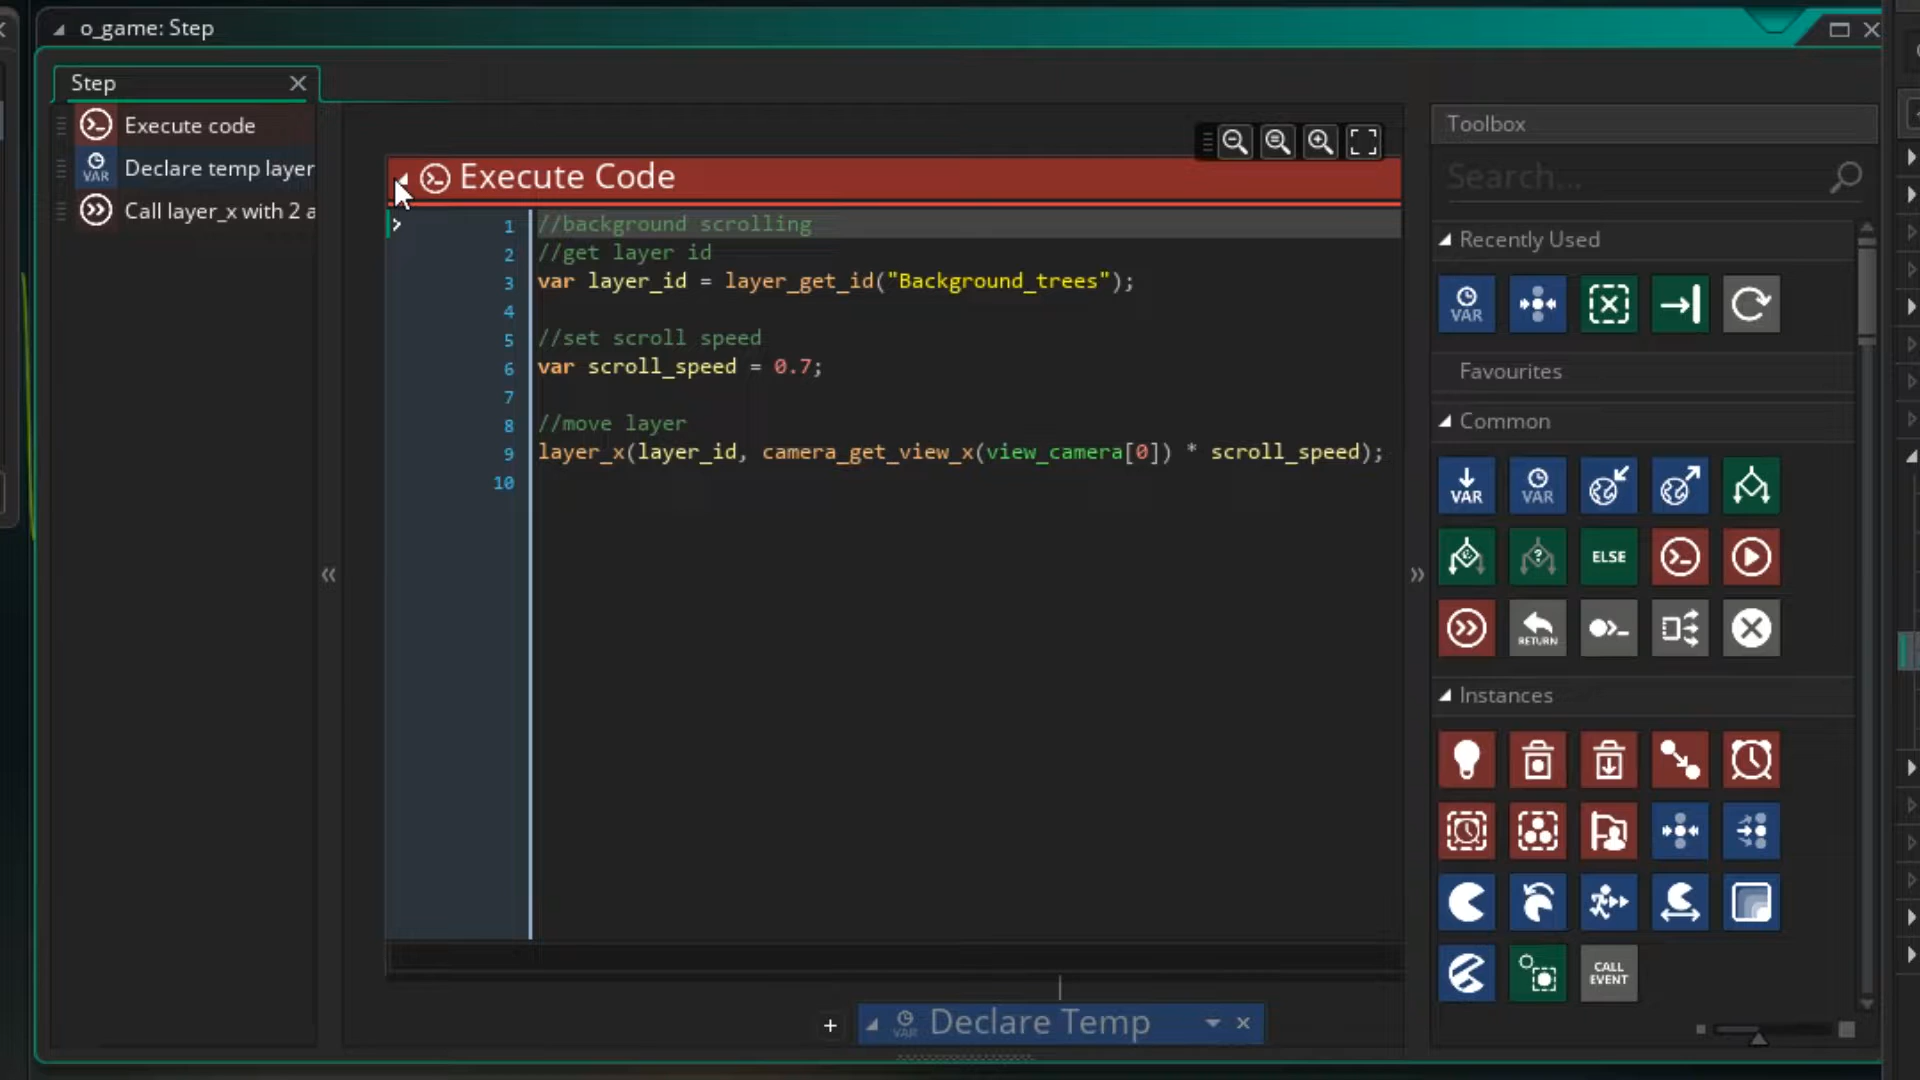 o_game: Step
Step
Execute code
VAR Declare temp layer
Call layer_x with 2 a
Execute Code
1 //background scrolling
2 //get layer id
3 var layer_id = layer_get_id("Background_trees");
4
5 //set scroll speed
6 var scroll_speed = 0.7;
7
8 //move layer
9 layer_x(layer_id, camera_get_view_x(view_camera[0]) * scroll_speed);
10
VAR Declare Temp
Toolbox
Search...
Recently Used
VAR
Favourites
Common
VAR VAR
ELSE
RETURN
Instances
CALL
EVENT